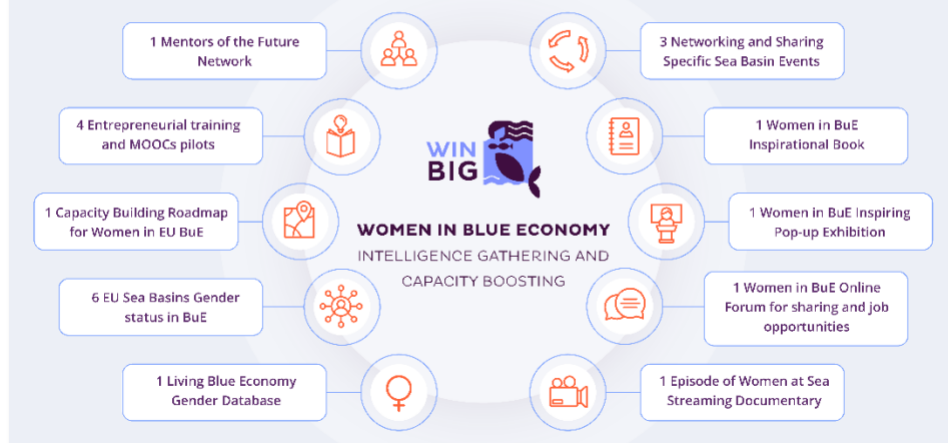 1 Mentors of the Future
Network
3 Networking and Sharing
Specific Sea Basin Events
4 Entrepreneurial training
and MOOCs pilots
1 Women in BuE
Inspirational Book
WIN
BIG
1 Capacity Building Roadmap
for Women in EU BuE
1 Women in BuE Inspiring
Pop-up Exhibition
WOMEN IN BLUE ECONOMY
INTELLIGENCE GATHERING AND
CAPACITY BOOSTING
6 EU Sea Basins Gender
status in BuE
1 Women in BuE Online
Forum for sharing and job
opportunities
1 Living Blue Economy
Gender Database
1 Episode of Women at Sea
Streaming Documentary